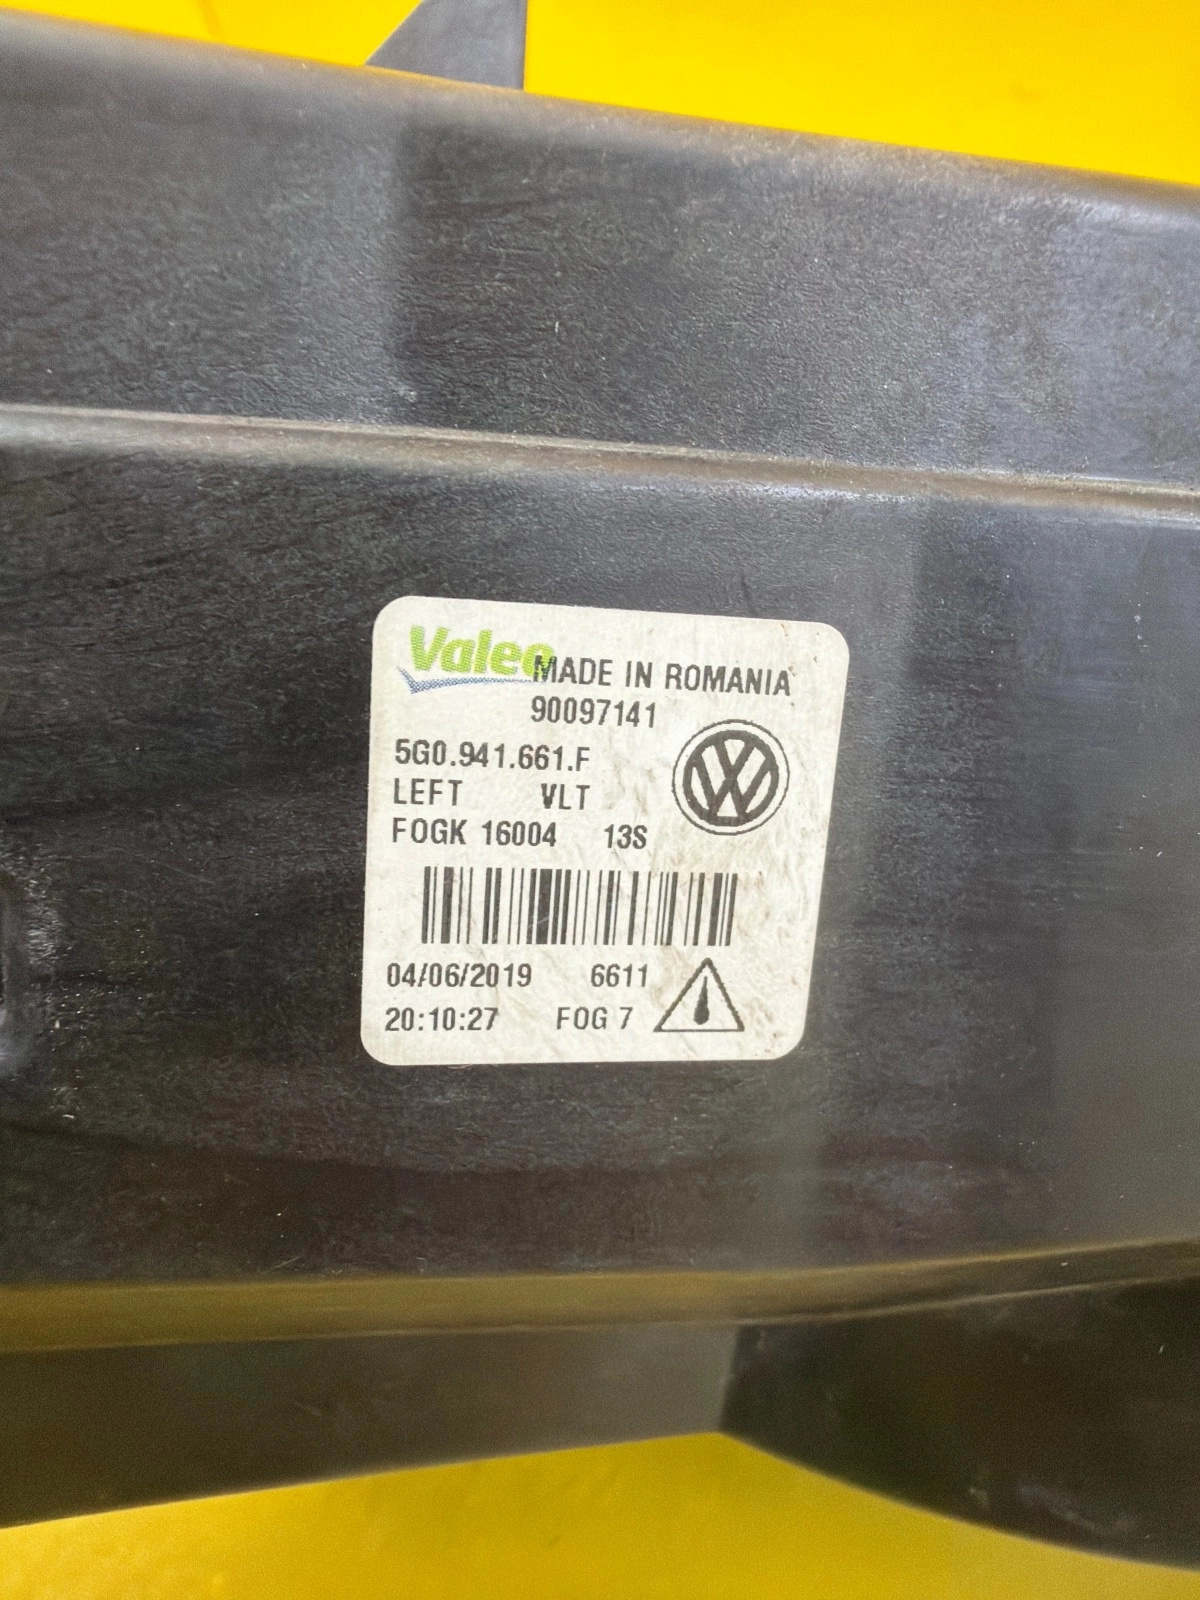 Valeo MADE IN ROMANIA
90097141
5G0.941.661.F
LEFT VLT
FOGK 16004 13S
04/06/2019 6611
20:10:27 FOG 7